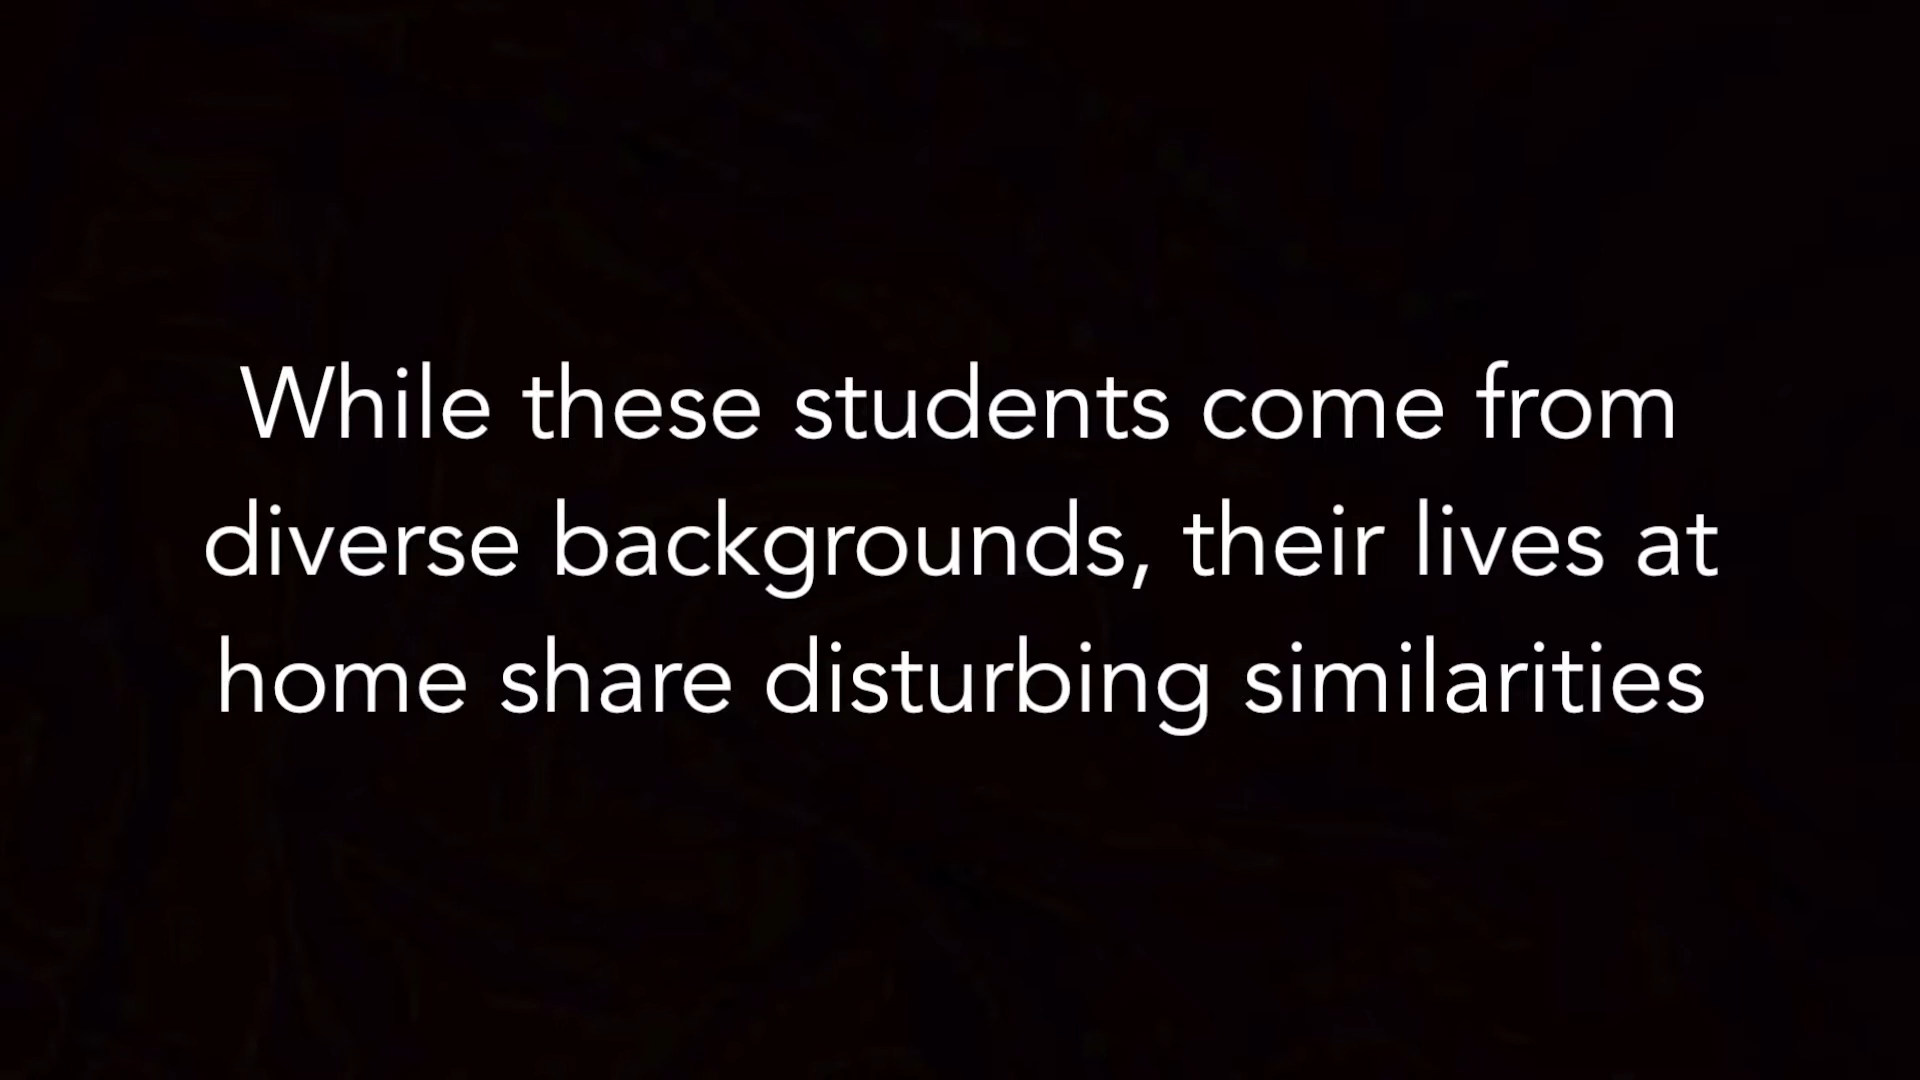 While these students come from
diverse backgrounds, their lives at
home share disturbing similarities